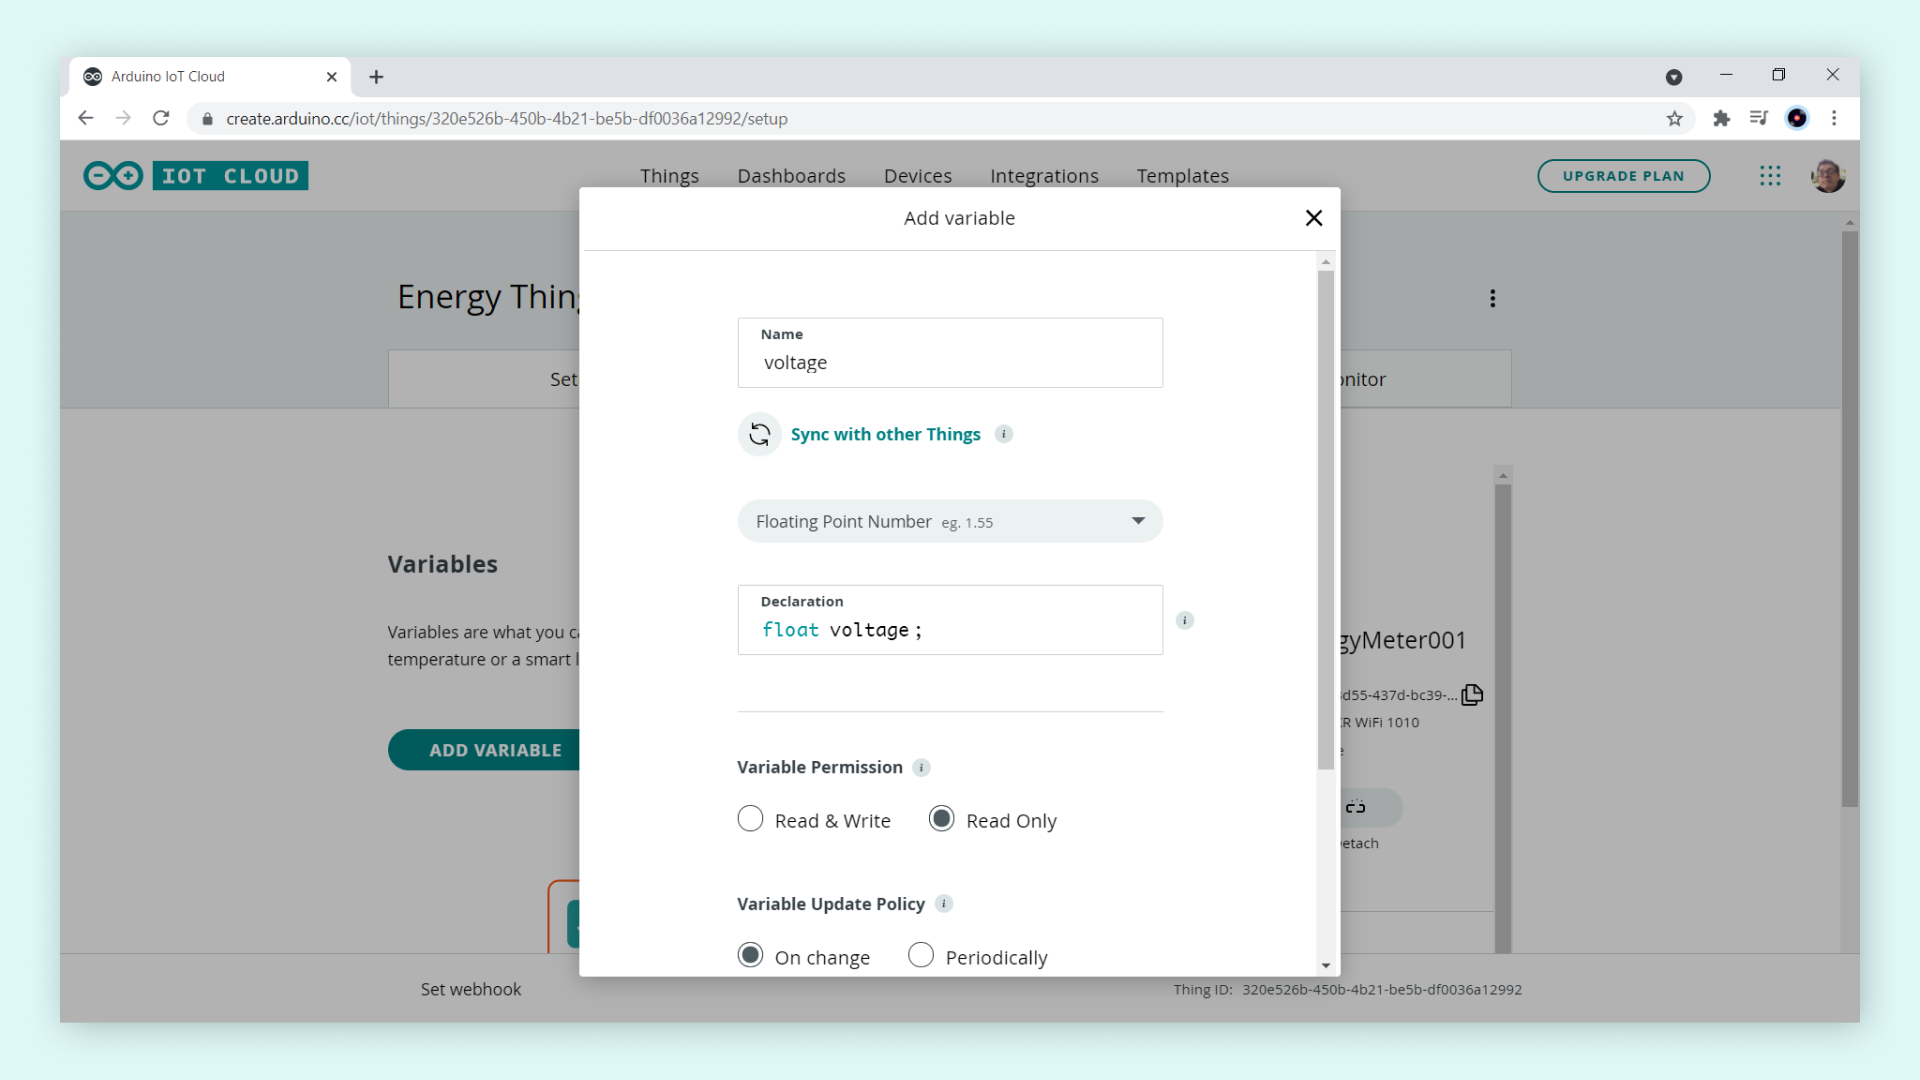 Arduino IoT Cloud
create.arduino.cc/iot/things/320e526b-450b-4b21-be5b-df0036a12992/setup
IOT CLOUD
Things Dashboards Devices Integrations Templates
UPGRADE PLAN
Add variable
Energy Thing
Name
voltage
Set
onitor
Sync with other Things i
Floating Point Number eg. 1.55
Variables
Declaration
float voltage;
i
Variables are what you ca
temperature or a smart l
gyMeter001
d55-437d-bc39-...
R WiFi 1010
e
ADD VARIABLE
Variable Permission i
Read & Write Read Only
etach
Variable Update Policy i
On change Periodically
Set webhook
Thing ID: 320e526b-450b-4b21-be5b-df0036a12992